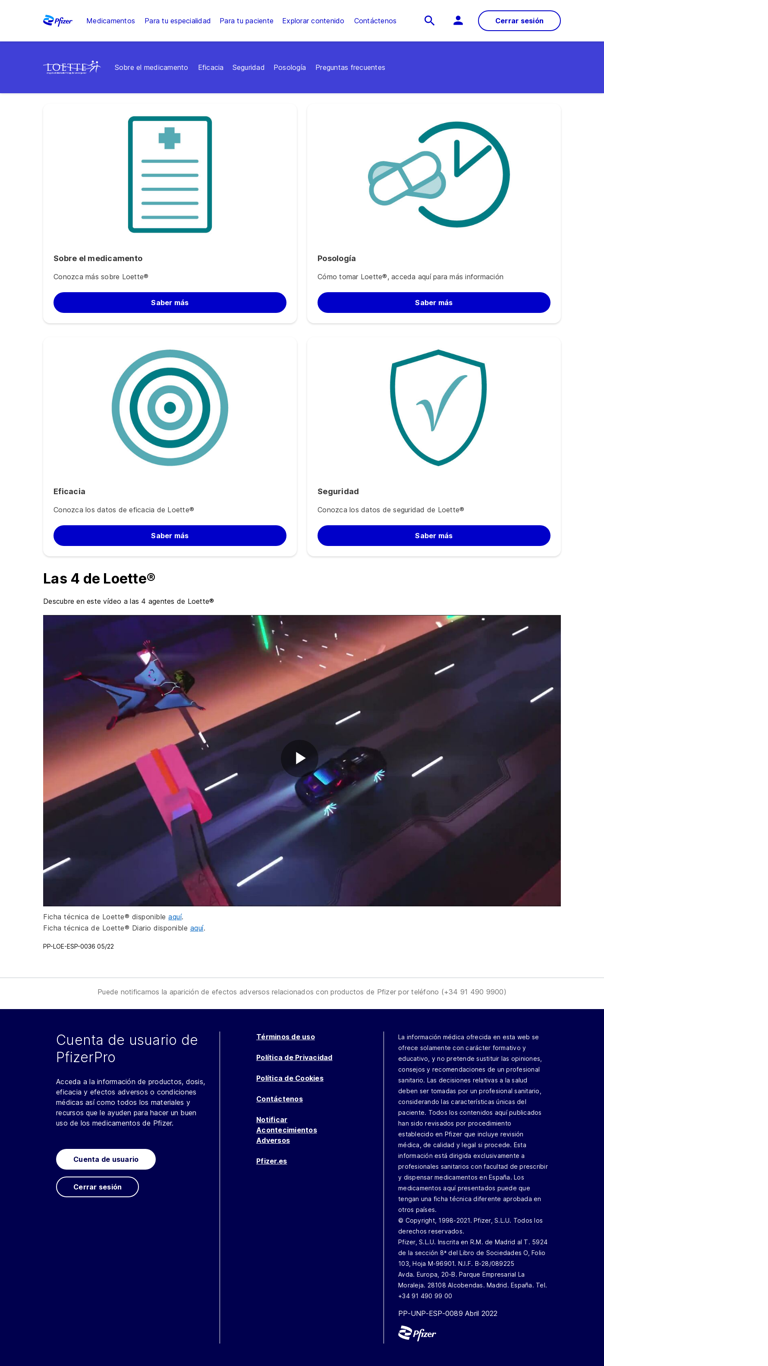 Pfizer
Medicamentos
Para tu especialidad
Para tu paciente
Explorar contenido
Contáctenos
Cerrar sesión
LOETTE
Sobre el medicamento
Eficacia
Seguridad
Posología
Preguntas frecuentes
Sobre el medicamento
Conozca más sobre Loette®
Saber más
Posología
Cómo tomar Loette®, acceda aquí para más información
Saber más
Eficacia
Conozca los datos de eficacia de Loette®
Saber más
Seguridad
Conozca los datos de seguridad de Loette®
Saber más
Las 4 de Loette®
Descubre en este vídeo a las 4 agentes de Loette®
Ficha técnica de Loette® disponible aquí.
Ficha técnica de Loette® Diario disponible aquí.
PP-LOE-ESP-0036 05/22
Puede notificarnos la aparición de efectos adversos relacionados con productos de Pfizer por teléfono (+34 91 490 9900)
Cuenta de usuario de
PfizerPro
Acceda a la información de productos, dosis,
eficacia y efectos adversos o condiciones
médicas así como todos los materiales y
recursos que le ayuden para hacer un buen
uso de los medicamentos de Pfizer.
Cuenta de usuario
Cerrar sesión
Términos de uso
Política de Privacidad
Política de Cookies
Contáctenos
Notificar
Acontecimientos
Adversos
Pfizer.es
La información médica ofrecida en esta web se
ofrece solamente con carácter formativo y
educativo, y no pretende sustituir las opiniones,
consejos y recomendaciones de un profesional
sanitario. Las decisiones relativas a la salud
deben ser tomadas por un profesional sanitario,
considerando las características únicas del
paciente. Todos los contenidos aquí publicados
han sido revisados por procedimiento
establecido en Pfizer que incluye revisión
médica, de calidad y legal si procede. Esta
información está dirigida exclusivamente a
profesionales sanitarios con facultad de prescribir
y dispensar medicamentos en España. Los
medicamentos aquí presentados puede que
tengan una ficha técnica diferente aprobada en
otros países.
© Copyright, 1998-2021. Pfizer, S.L.U. Todos los
derechos reservados.
Pfizer, S.L.U. Inscrita en R.M. de Madrid al T. 5924
de la sección 8ª del Libro de Sociedades O, Folio
103, Hoja M-96901. N.I.F. B-28/089225
Avda. Europa, 20-B. Parque Empresarial La
Moraleja. 28108 Alcobendas. Madrid. España. Tel.
+34 91 490 99 00
PP-UNP-ESP-0089 Abril 2022
Pfizer